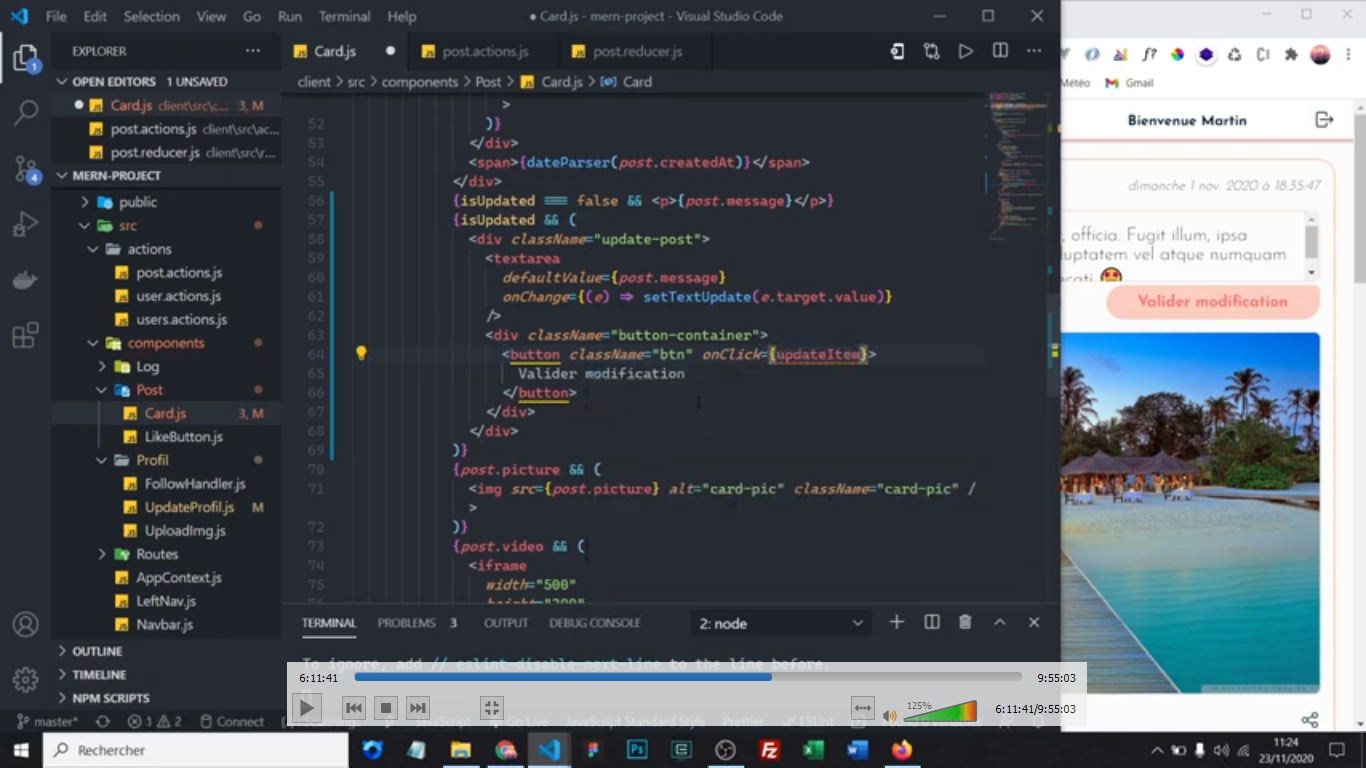 File Edit Selection View Go Run Terminal Help
● Card.js - mern-project - Visual Studio Code
EXPLORER
OPEN EDITORS 1 UNSAVED
Card.js client\src\c... 3, M
post.actions.js client\src\ac...
post.reducer.js client\src\r...
MERN-PROJECT
public
src
actions
post.actions.js
user.actions.js
users.actions.js
components
Log
Post
Card.js 3, M
LikeButton.js
Profil
FollowHandler.js
UpdateProfil.js M
UploadImg.js
Routes
AppContext.js
LeftNav.js
Navbar.js
OUTLINE
TIMELINE
NPM SCRIPTS
Card.js post.actions.js post.reducer.js
client > src > components > Post > Card.js > Card
>
52 )}
53 </div>
54 <span>{dateParser(post.createdAt)}</span>
55 </div>
56 {isUpdated === false && <p>{post.message}</p>}
57 {isUpdated && (
58 <div className="update-post">
59 <textarea
60 defaultValue={post.message}
61 onChange={(e) => setTextUpdate(e.target.value)}
62 />
63 <div className="button-container">
64 <button className="btn" onClick={updateItem}>
65 Valider modification
66 </button>
67 </div>
68 </div>
69 )}
70 {post.picture && (
71 <img src={post.picture} alt="card-pic" className="card-pic" /
>
72 )}
73 {post.video && (
74 <iframe
75 width="500"
TERMINAL PROBLEMS 3 OUTPUT DEBUG CONSOLE 2: node
To ignore, add // eslint-disable-next-line to the line before.
6:11:41 9:55:03
125%
6:11:41/9:55:03
master* 1 2 Connect JavaScript Go Live JavaScript Standard Style Prettier ESLint
Météo Gmail
Bienvenue Martin
dimanche 1 nov. 2020 à 18:35:47
, officia. Fugit illum, ipsa
luptatem vel atque numquam
Valider modification
Rechercher
11:24
23/11/2020